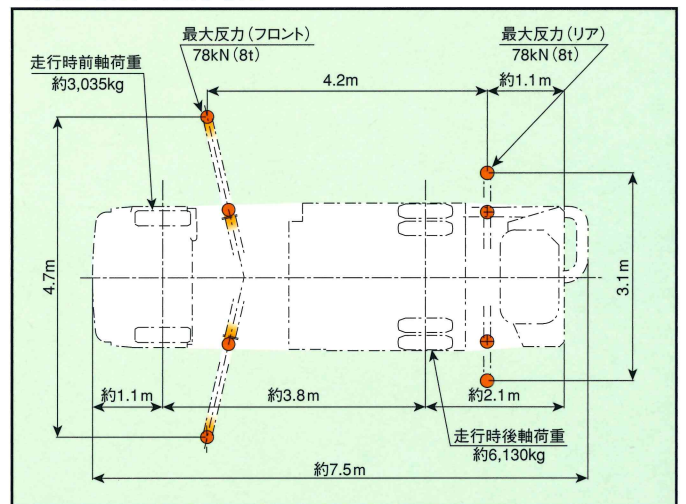 最大反力（フロント）
78kN（8t）
最大反力（リア）
78kN（8t）
走行時前軸荷重
約3,035kg
4.2m
約1.1m
4.7m
3.1m
約1.1m
約3.8m
約2.1m
走行時後軸荷重
約6,130kg
約7.5m